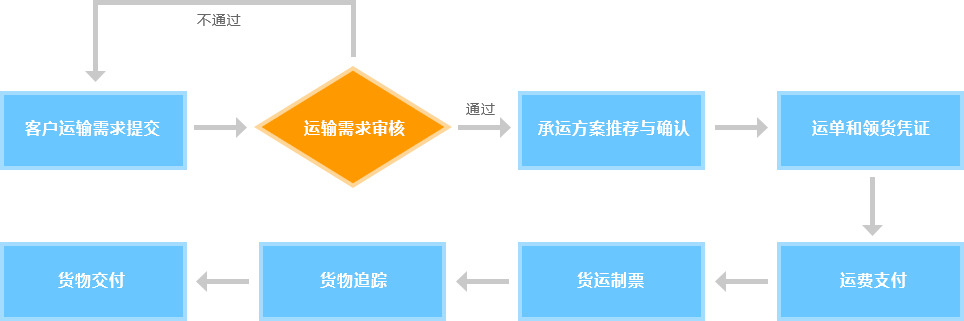 不通过
客户运输需求提交
运输需求审核
通过
承运方案推荐与确认
运单和领货凭证
货物交付
货物追踪
货运制票
运费支付